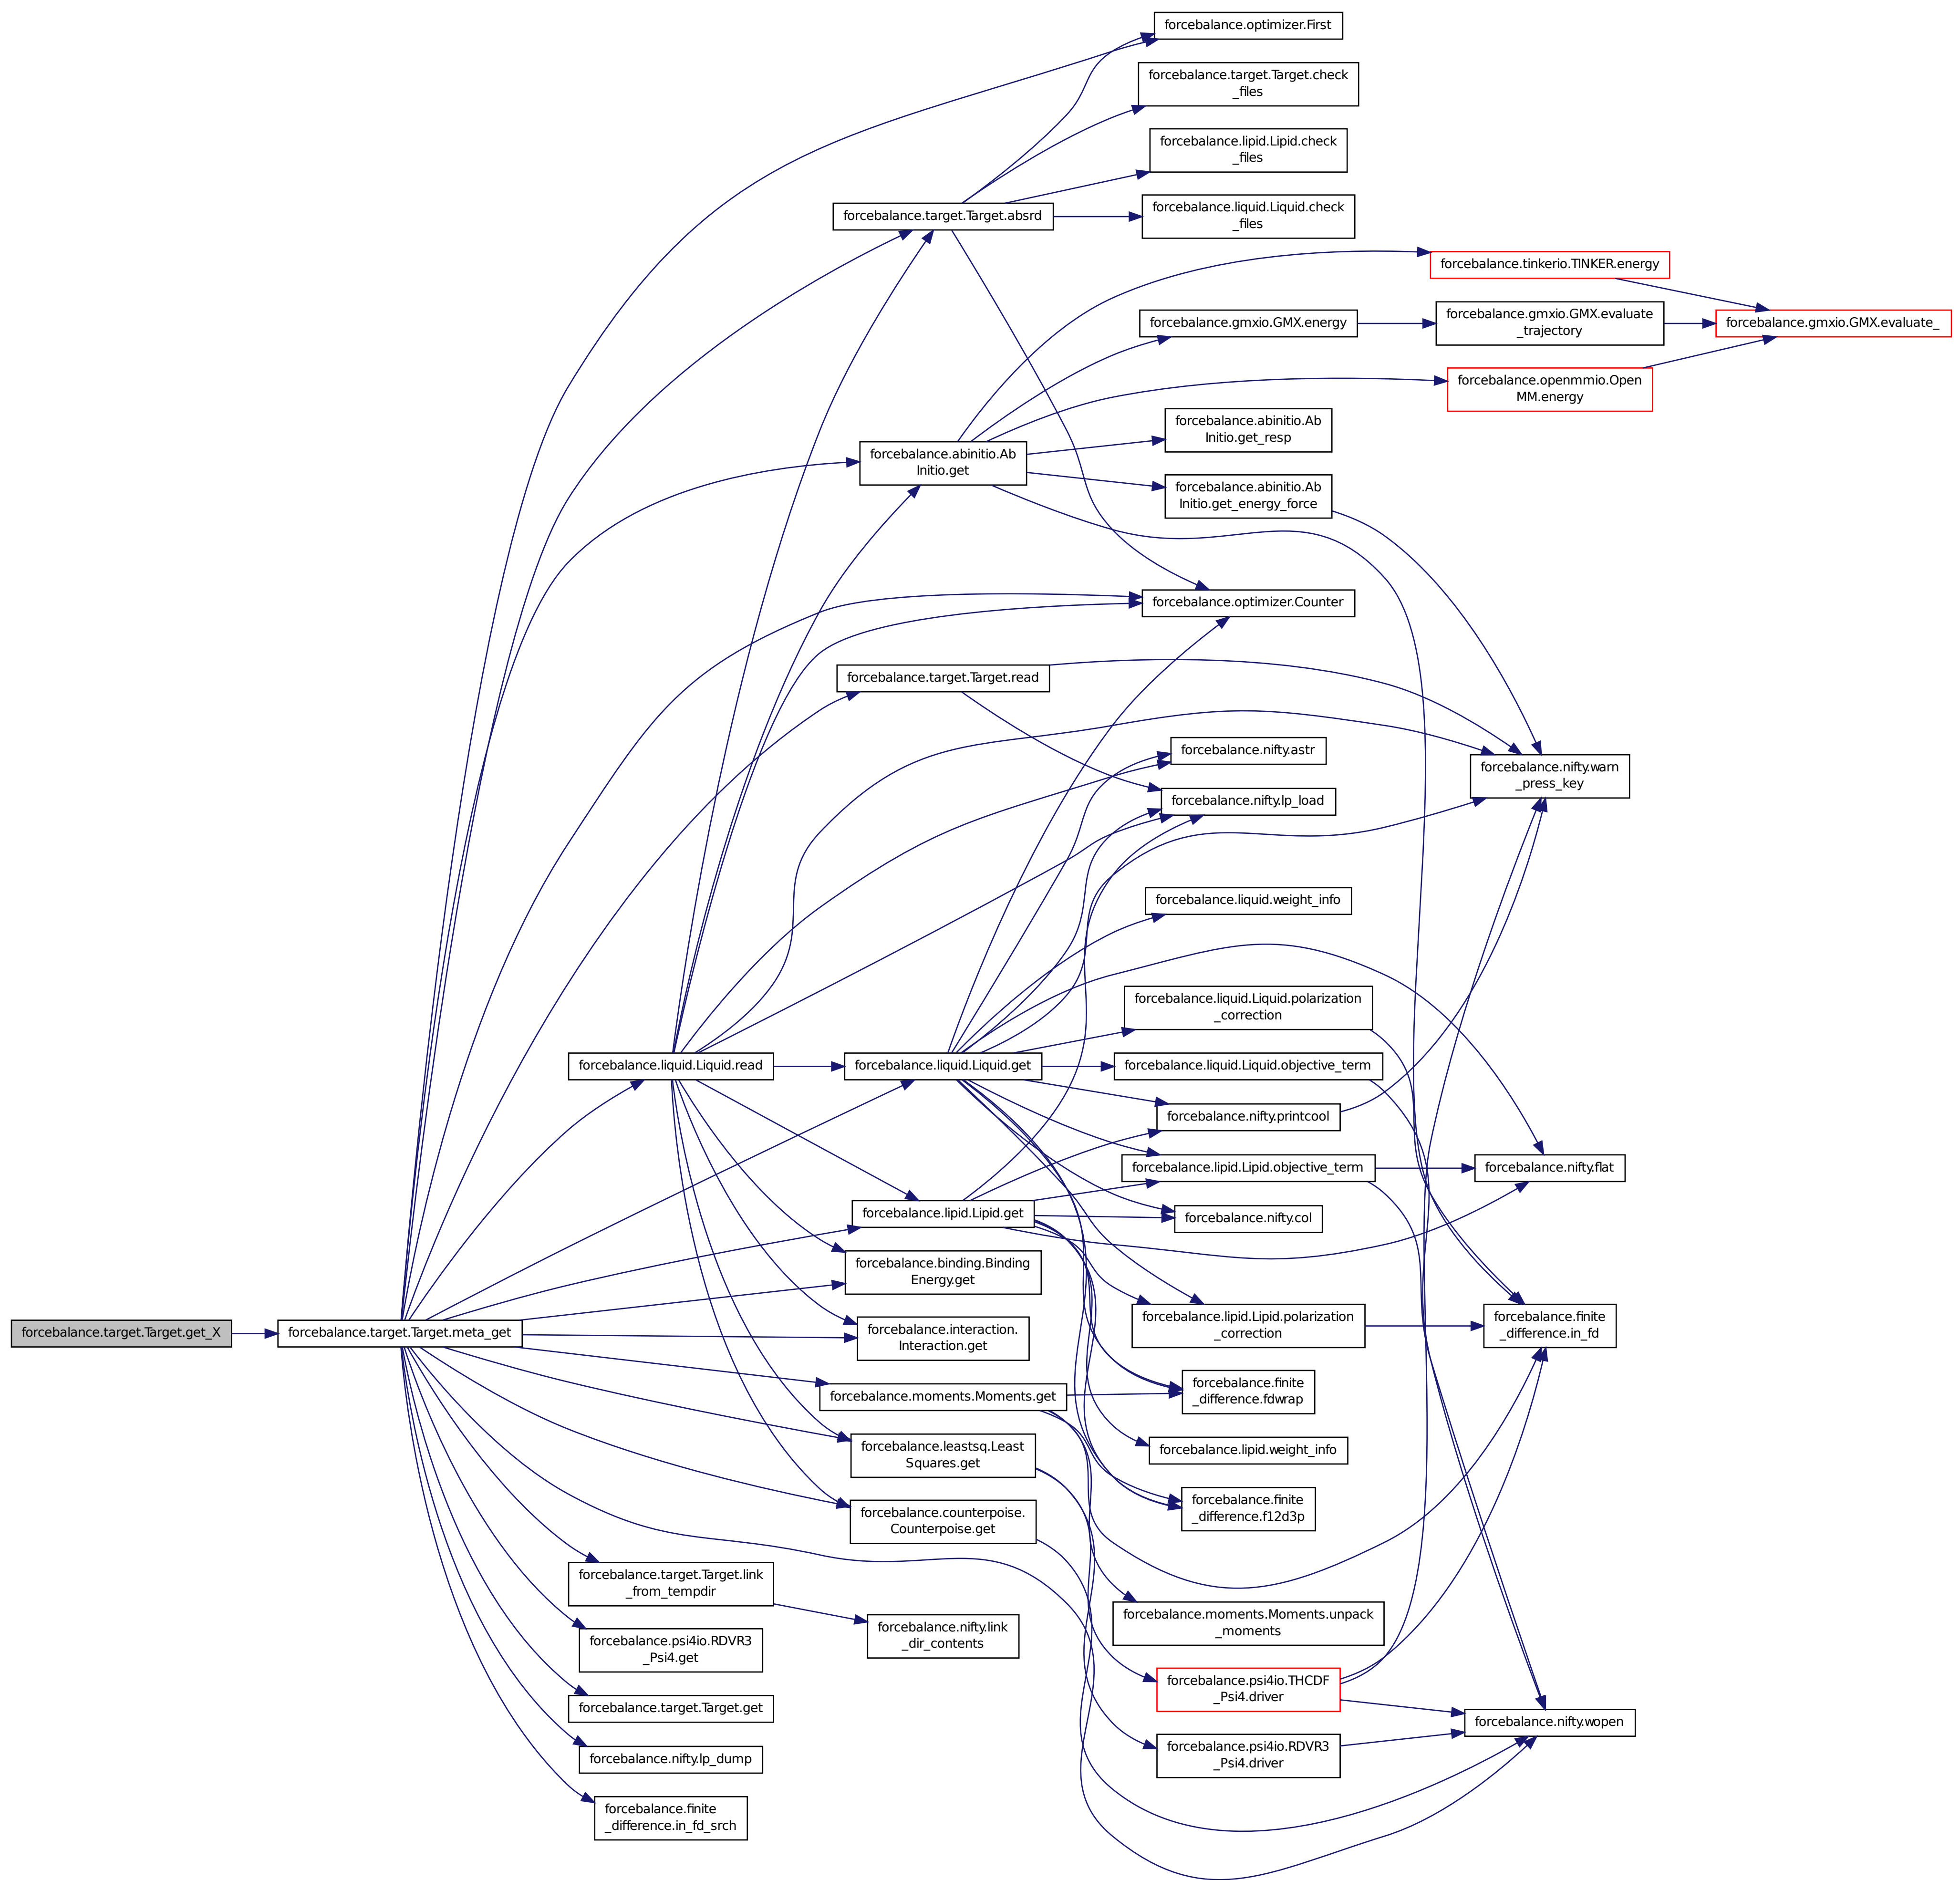 forcebalance.optimizer.First
forcebalance.target.Target.check
_files
forcebalance.lipid.Lipid.check
_files
forcebalance.target.Target.absrd
forcebalance.liquid.Liquid.check
_files
forcebalance.tinkerio.TINKER.energy
forcebalance.gmxio.GMX.energy
forcebalance.gmxio.GMX.evaluate
_trajectory
forcebalance.gmxio.GMX.evaluate_
forcebalance.openmmio.Open
MM.energy
forcebalance.abinitio.Ab
Initio.get_resp
forcebalance.abinitio.Ab
Initio.get
forcebalance.abinitio.Ab
Initio.get_energy_force
forcebalance.optimizer.Counter
forcebalance.target.Target.read
forcebalance.nifty.astr
forcebalance.nifty.warn
_press_key
forcebalance.nifty.lp_load
forcebalance.liquid.weight_info
forcebalance.liquid.Liquid.polarization
_correction
forcebalance.liquid.Liquid.read
forcebalance.liquid.Liquid.get
forcebalance.liquid.Liquid.objective_term
forcebalance.nifty.printcool
forcebalance.lipid.Lipid.objective_term
forcebalance.nifty.flat
forcebalance.lipid.Lipid.get
forcebalance.nifty.col
forcebalance.binding.Binding
Energy.get
forcebalance.target.Target.get_X
forcebalance.target.Target.meta_get
forcebalance.interaction.
Interaction.get
forcebalance.lipid.Lipid.polarization
_correction
forcebalance.finite
_difference.in_fd
forcebalance.moments.Moments.get
forcebalance.finite
_difference.fdwrap
forcebalance.leastsq.Least
Squares.get
forcebalance.lipid.weight_info
forcebalance.counterpoise.
Counterpoise.get
forcebalance.finite
_difference.f12d3p
forcebalance.target.Target.link
_from_tempdir
forcebalance.moments.Moments.unpack
_moments
forcebalance.psi4io.RDVR3
_Psi4.get
forcebalance.nifty.link
_dir_contents
forcebalance.psi4io.THCDF
_Psi4.driver
forcebalance.target.Target.get
forcebalance.nifty.wopen
forcebalance.nifty.lp_dump
forcebalance.psi4io.RDVR3
_Psi4.driver
forcebalance.finite
_difference.in_fd_srch